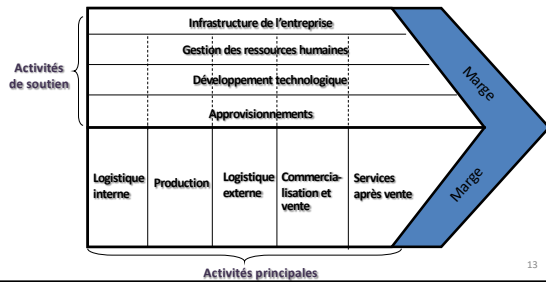 Infrastructure de l'entreprise
Gestion des ressources humaines
Activités
de soutien
Développement technologique
Approvisionnements
Marge
Logistique
interne
Production
Logistique
externe
Commercia-
lisation et
vente
Services
après vente
Marge
Activités principales
13